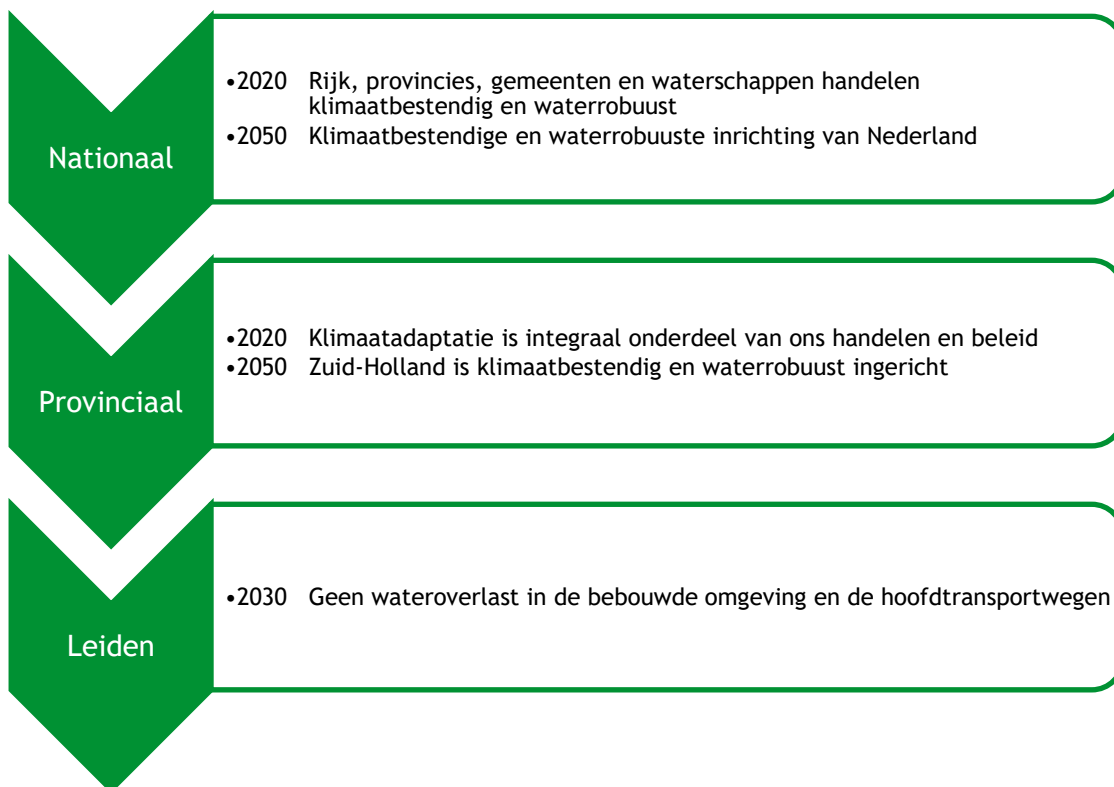 Nationaal
•2020 Rijk, provincies, gemeenten en waterschappen handelen
klimaatbestendig en waterrobuust
•2050 Klimaatbestendige en waterrobuuste inrichting van Nederland
Provinciaal
•2020 Klimaatadaptatie is integraal onderdeel van ons handelen en beleid
•2050 Zuid-Holland is klimaatbestendig en waterrobuust ingericht
Leiden
•2030 Geen wateroverlast in de bebouwde omgeving en de hoofdtransportwegen